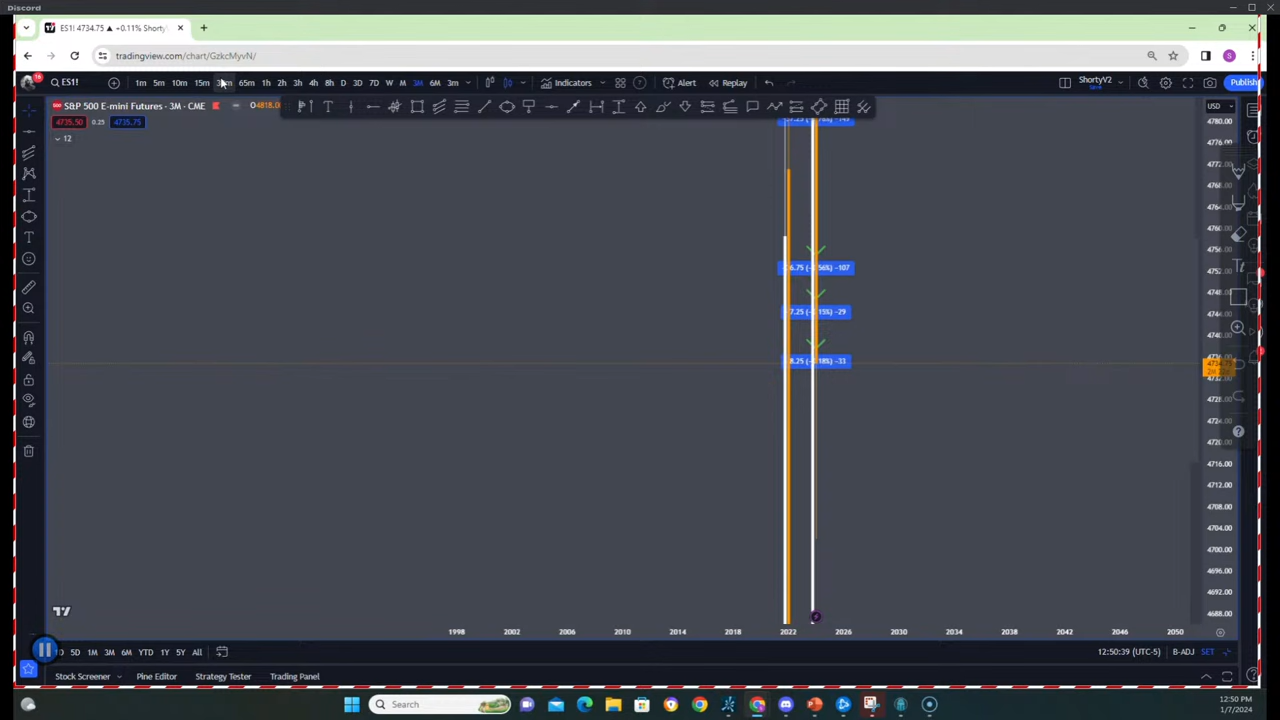 Discord
ES1! 4734.75 ▲ +0.11% Shorty
tradingview.com/chart/GzkcMyvN/
16
ES1!
1m 5m 10m 15m 65m 1h 2h 3h 4h 8h D 3D 7D W M 3M 6M 3m
Indicators
Alert
Replay
ShortyV2
Save
Publish
S&P 500 E-mini Futures · 3M · CME
O4818.0
USD
4735.50 0.25 4735.75
12
4780.00
4776.00
4772.00
4768.00
4764.00
4760.00
4756.00
4752.00
4748.00
4744.00
4740.00
4736.00
4732.00
4728.00
4724.00
4720.00
4716.00
4712.00
4708.00
4704.00
4700.00
4696.00
4692.00
4688.00
1998 2002 2006 2010 2014 2018 2022 2026 2030 2034 2038 2042 2046 2050
5D 1M 3M 6M YTD 1Y 5Y All
12:50:39 (UTC-5)
B-ADJ
SET
Stock Screener
Pine Editor
Strategy Tester
Trading Panel
Search
12:50 PM
1/7/2024